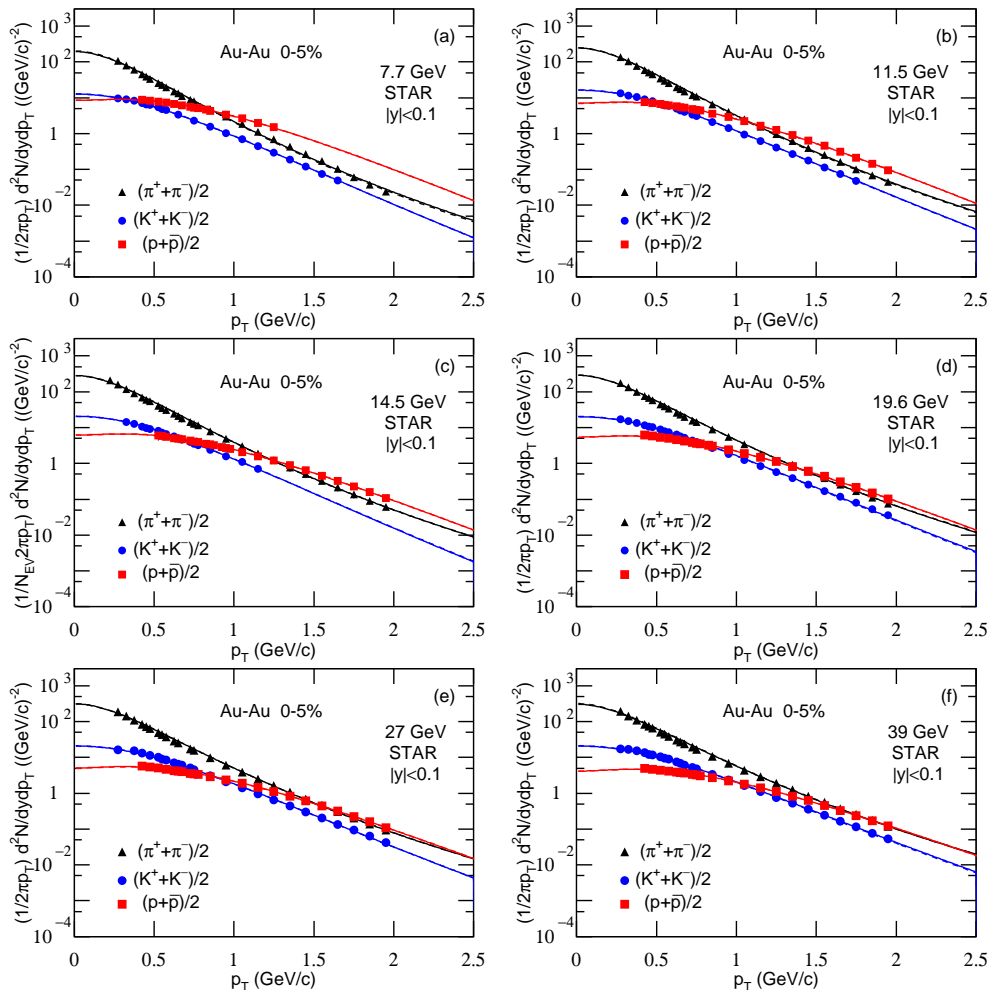 (a)
Au-Au 0-5%
7.7 GeV
STAR
|y|<0.1
(π⁺+π⁻)/2
(K⁺+K⁻)/2
(p+p̅)/2
10³
10²
1
10⁻²
10⁻⁴
0 0.5 1 1.5 2 2.5
p_T (GeV/c)
(1/2πp_T) d²N/dydp_T ((GeV/c)⁻²
(b)
Au-Au 0-5%
11.5 GeV
STAR
|y|<0.1
(π⁺+π⁻)/2
(K⁺+K⁻)/2
(p+p̅)/2
10³
10²
1
10⁻²
10⁻⁴
0 0.5 1 1.5 2 2.5
p_T (GeV/c)
(1/2πp_T) d²N/dydp_T ((GeV/c)⁻²
(c)
Au-Au 0-5%
14.5 GeV
STAR
|y|<0.1
(π⁺+π⁻)/2
(K⁺+K⁻)/2
(p+p̅)/2
10³
10²
1
10⁻²
10⁻⁴
0 0.5 1 1.5 2 2.5
p_T (GeV/c)
(1/N_EV2πp_T) d²N/dydp_T ((GeV/c)⁻²
(d)
Au-Au 0-5%
19.6 GeV
STAR
|y|<0.1
(π⁺+π⁻)/2
(K⁺+K⁻)/2
(p+p̅)/2
10³
10²
1
10⁻²
10⁻⁴
0 0.5 1 1.5 2 2.5
p_T (GeV/c)
(1/2πp_T) d²N/dydp_T ((GeV/c)⁻²
(e)
Au-Au 0-5%
27 GeV
STAR
|y|<0.1
(π⁺+π⁻)/2
(K⁺+K⁻)/2
(p+p̅)/2
10³
10²
1
10⁻²
10⁻⁴
0 0.5 1 1.5 2 2.5
p_T (GeV/c)
(1/2πp_T) d²N/dydp_T ((GeV/c)⁻²
(f)
Au-Au 0-5%
39 GeV
STAR
|y|<0.1
(π⁺+π⁻)/2
(K⁺+K⁻)/2
(p+p̅)/2
10³
10²
1
10⁻²
10⁻⁴
0 0.5 1 1.5 2 2.5
p_T (GeV/c)
(1/2πp_T) d²N/dydp_T ((GeV/c)⁻²